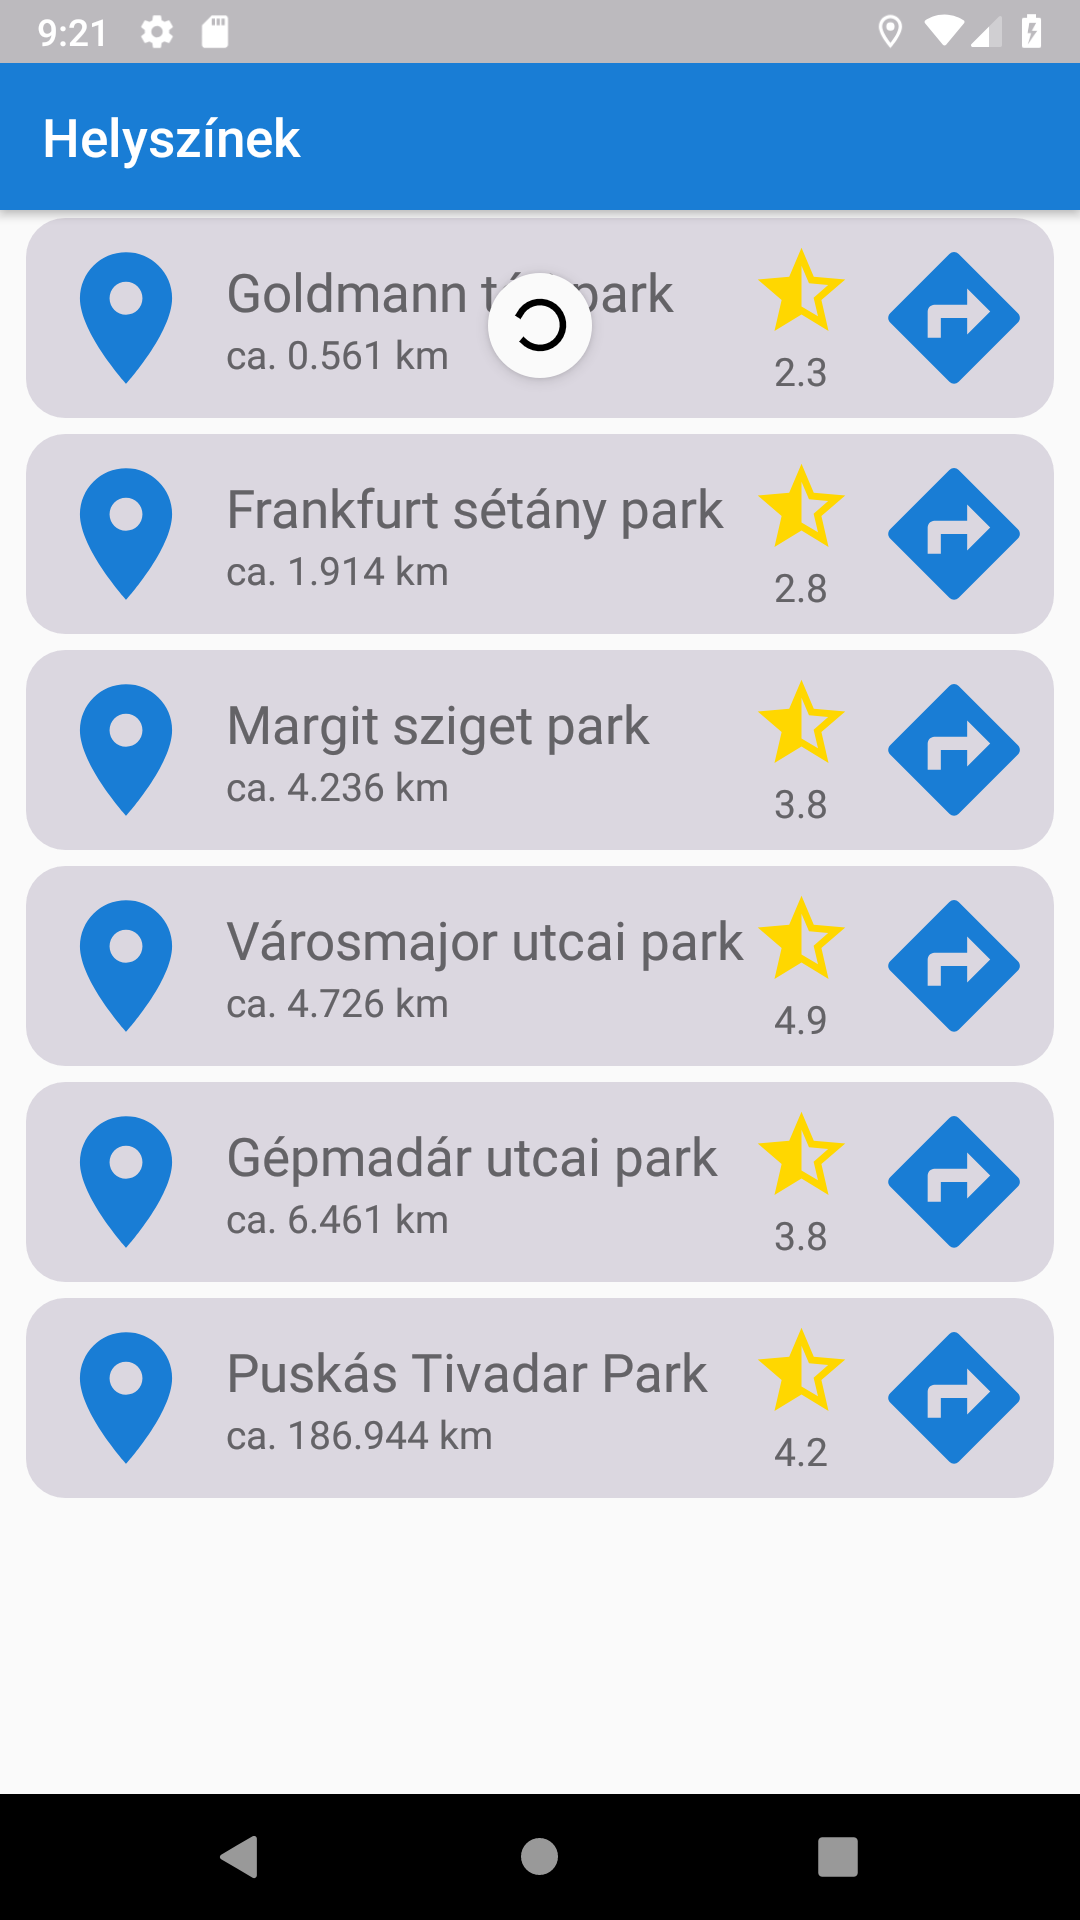 9:21
Helyszínek
Goldmann park
ca. 0.561 km
2.3
Frankfurt sétány park
ca. 1.914 km
2.8
Margit sziget park
ca. 4.236 km
3.8
Városmajor utcai park
ca. 4.726 km
4.9
Gépmadár utcai park
ca. 6.461 km
3.8
Puskás Tivadar Park
ca. 186.944 km
4.2